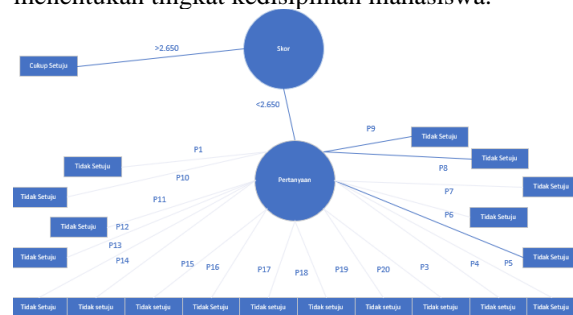 menentukan tingkat kedisiplinan mahasiswa.
Skor
>2.650
Cukup Setuju
<2.650
P9
Tidak Setuju
P1
Tidak Setuju
P8
Tidak Setuju
P10
Pertanyaan
P7
Tidak Setuju
Tidak Setuju
P11
P6
Tidak Setuju
Tidak Setuju
P12
P13
Tidak Setuju
P14
P15
P16
P17
P18
P19
P20
P3
P4
P5
Tidak Setuju
Tidak Setuju
Tidak setuju
Tidak Setuju
Tidak Setuju
Tidak setuju
Tidak Setuju
Tidak Setuju
Tidak setuju
Tidak Setuju
Tidak Setuju